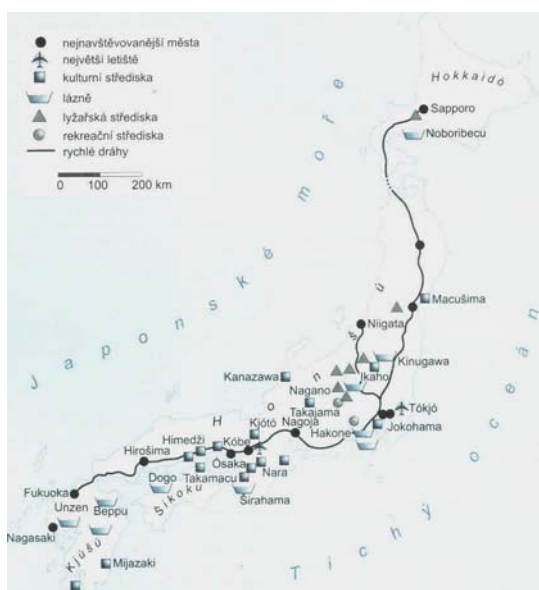 nejnavštěvovanější města
největší letiště
kulturní střediska
lázně
lyžařská střediska
rekreační střediska
rychlé dráhy
0 100 200 km
Hokkaidó
Sapporo
Noboribecu
Japonské moře
Macušima
Niigata
Honšú
Kinugawa
Ikaho
Kanazawa
Nagano
Takajama
Tókjó
Jokohama
Hakone
Nagoja
Kjótó
Kóbe
Himedži
Hirošima
Ósaka
Nara
Takamacu
Dogo
Širahama
Šikoku
Fukuoka
Unzen
Beppu
Nagasaki
Kjúšú
Mijazaki
Tichý oceán